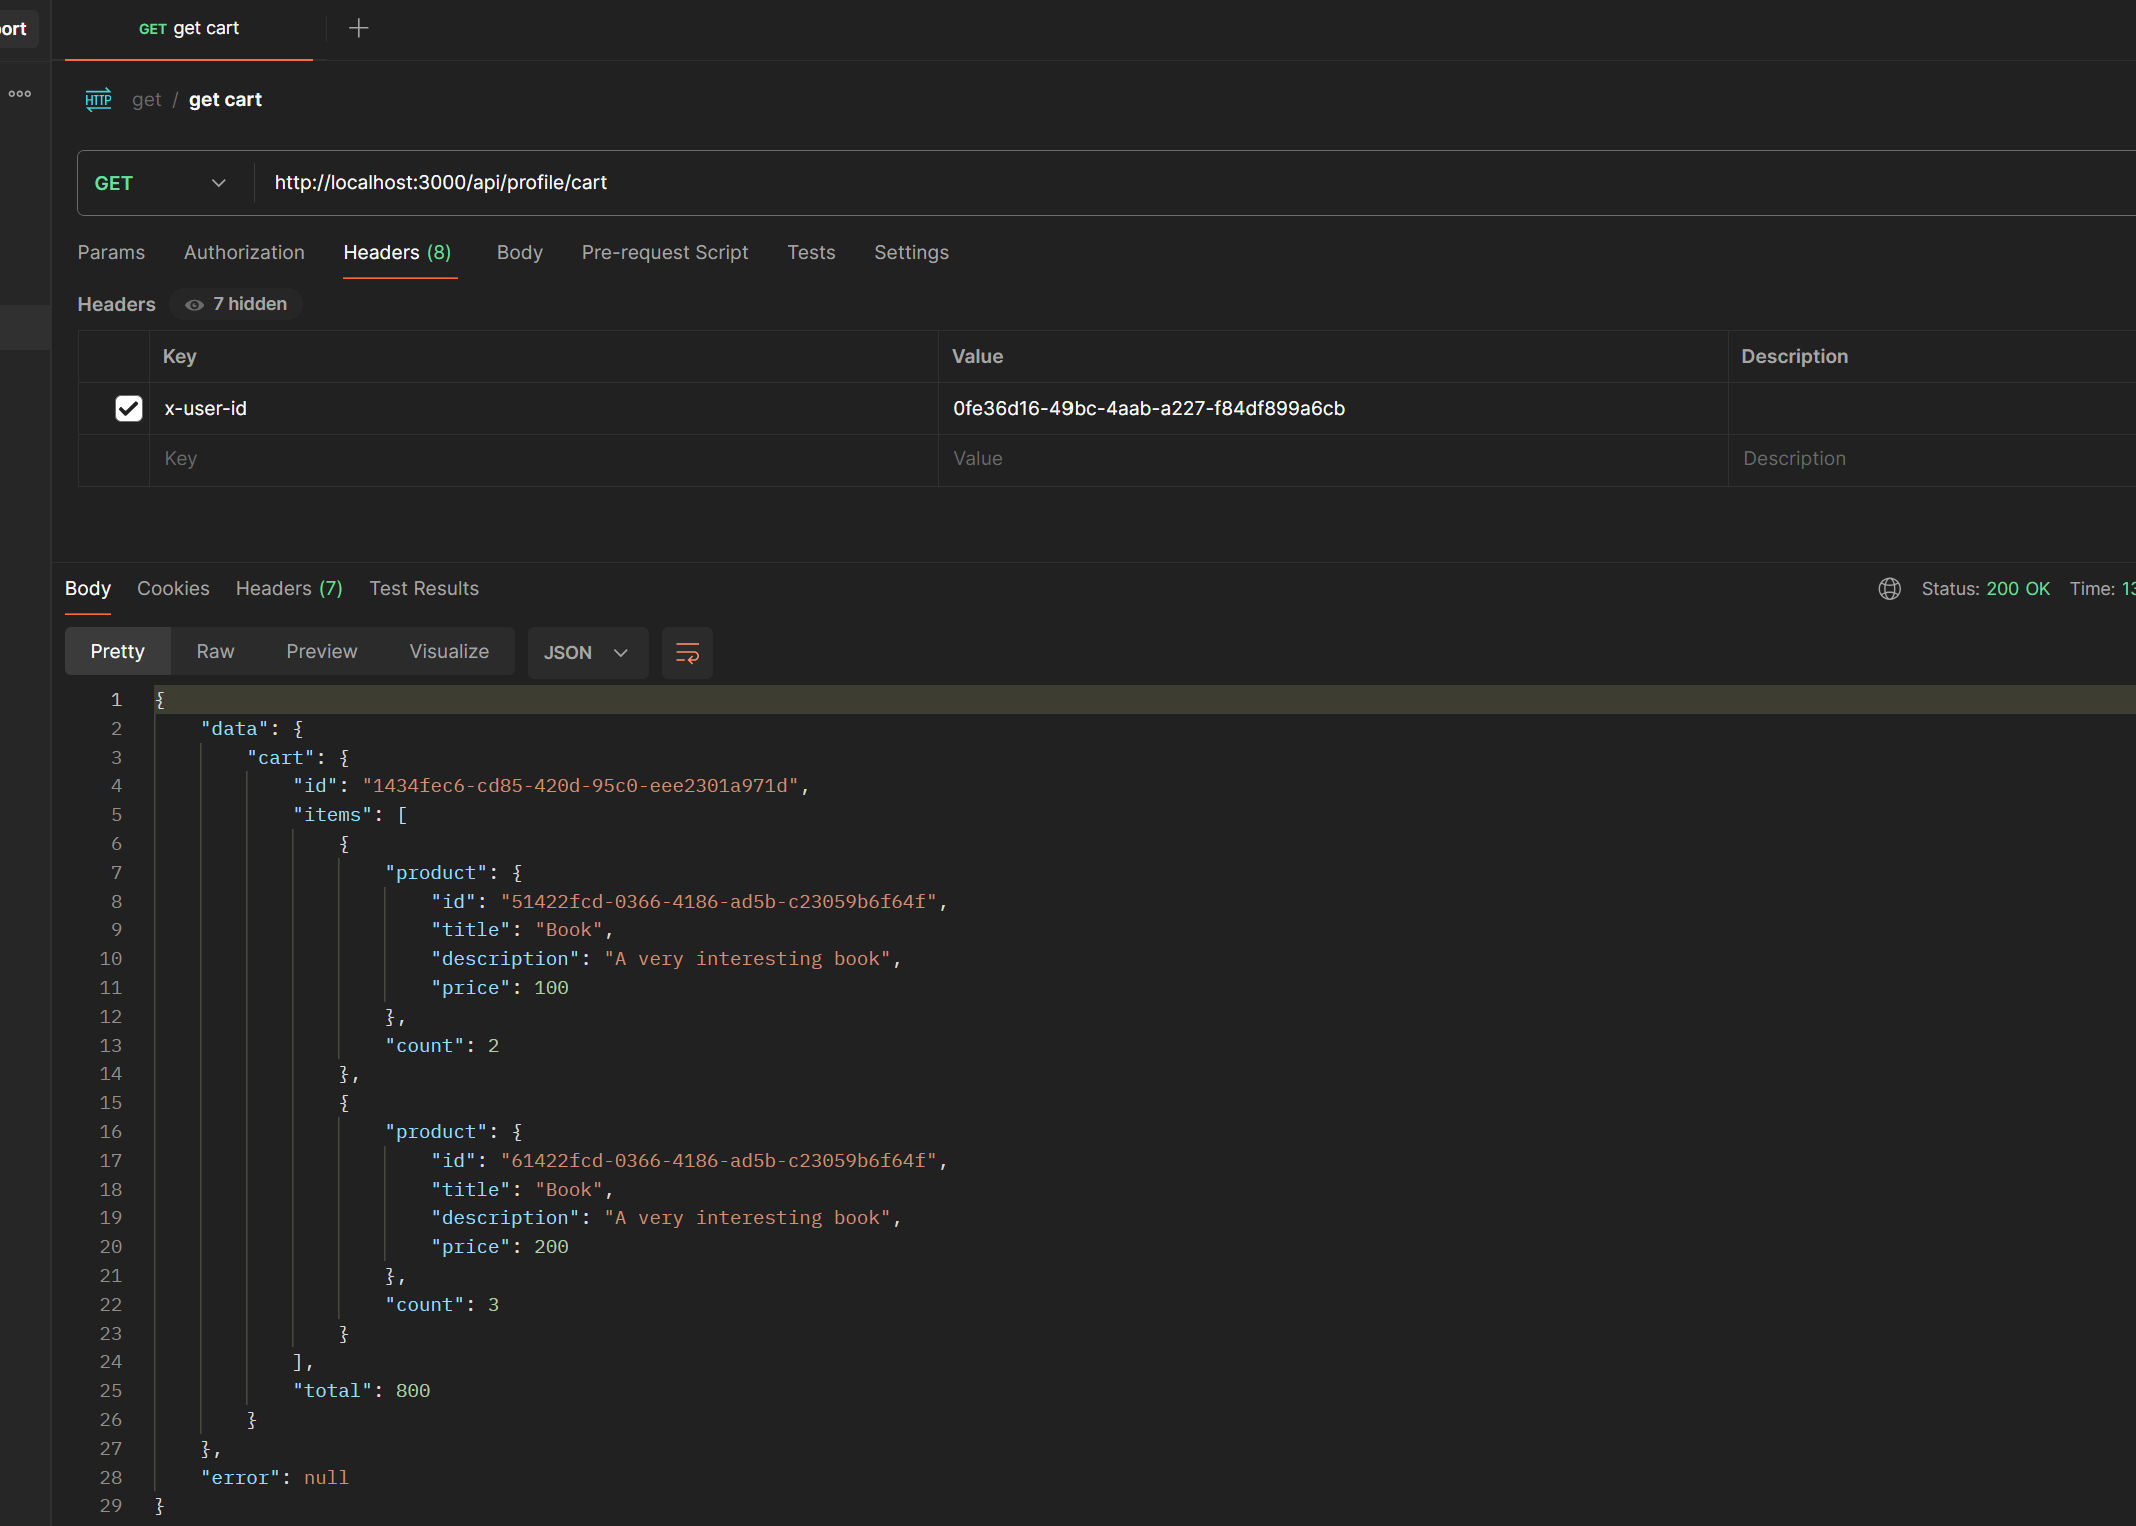 ort
GET get cart
HTTP get / get cart
GET http://localhost:3000/api/profile/cart
Params Authorization Headers (8) Body Pre-request Script Tests Settings
Headers 7 hidden
Key Value Description
x-user-id 0fe36d16-49bc-4aab-a227-f84df899a6cb
Key Value Description
Body Cookies Headers (7) Test Results Status: 200 OK Time: 13
Pretty Raw Preview Visualize JSON
1 {
2 "data": {
3 "cart": {
4 "id": "1434fec6-cd85-420d-95c0-eee2301a971d",
5 "items": [
6 {
7 "product": {
8 "id": "51422fcd-0366-4186-ad5b-c23059b6f64f",
9 "title": "Book",
10 "description": "A very interesting book",
11 "price": 100
12 },
13 "count": 2
14 },
15 {
16 "product": {
17 "id": "61422fcd-0366-4186-ad5b-c23059b6f64f",
18 "title": "Book",
19 "description": "A very interesting book",
20 "price": 200
21 },
22 "count": 3
23 }
24 ],
25 "total": 800
26 }
27 },
28 "error": null
29 }